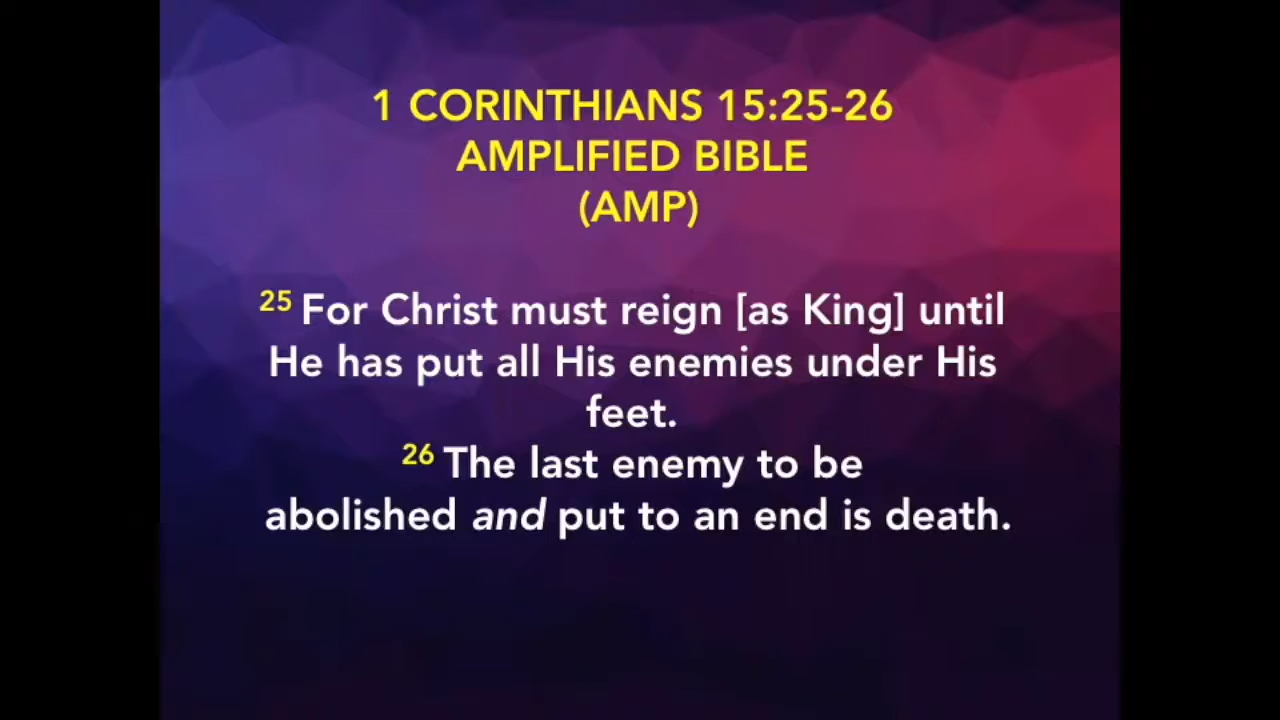 1 CORINTHIANS 15:25-26
AMPLIFIED BIBLE
(AMP)
25 For Christ must reign [as King] until
He has put all His enemies under His
feet.
26 The last enemy to be
abolished and put to an end is death.